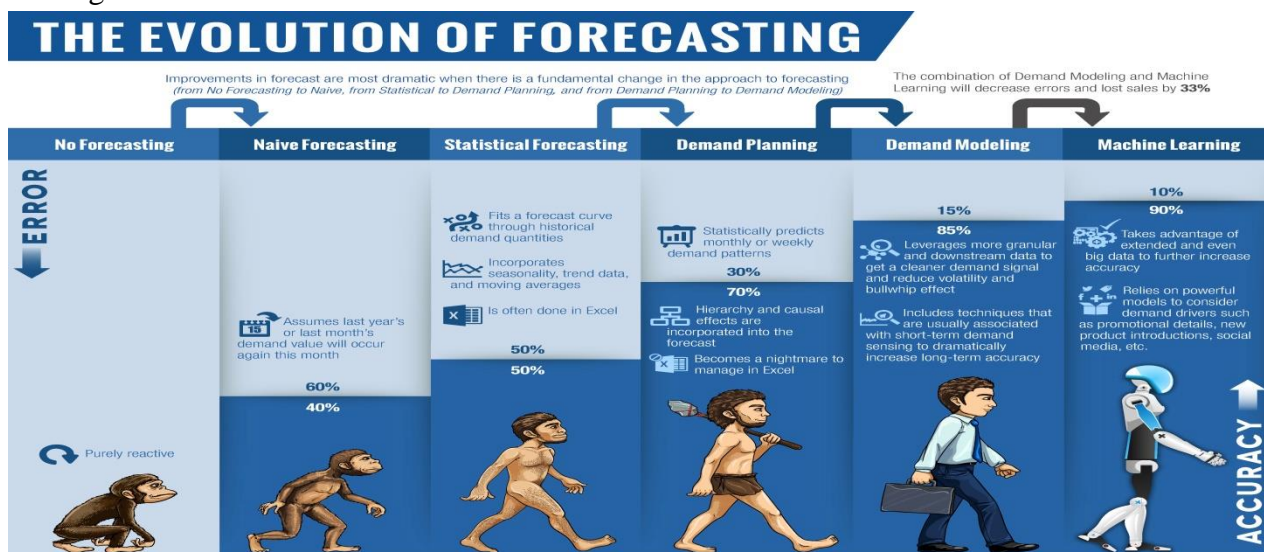 THE EVOLUTION OF FORECASTING
Improvements in forecast are most dramatic when there is a fundamental change in the approach to forecasting
(from No Forecasting to Naive, from Statistical to Demand Planning, and from Demand Planning to Demand Modeling)
The combination of Demand Modeling and Machine
Learning will decrease errors and lost sales by 33%
No Forecasting
ERROR
Purely reactive
Naive Forecasting
15
Assumes last year's
or last month's
demand value will occur
again this month
60%
40%
Statistical Forecasting
Fits a forecast curve
through historical
demand quantities
Incorporates
seasonality, trend data,
and moving averages
X
Is often done in Excel
50%
50%
Demand Planning
Statistically predicts
monthly or weekly
demand patterns
30%
70%
Hierarchy and causal
effects are
incorporated into the
forecast
X
Becomes a nightmare to
manage in Excel
Demand Modeling
15%
85%
Leverages more granular
and downstream data to
get a cleaner demand signal
and reduce volatility and
bullwhip effect
Includes techniques that
are usually associated
with short-term demand
sensing to dramatically
increase long-term accuracy
Machine Learning
10%
90%
Takes advantage of
extended and even
big data to further increase
accuracy
Relies on powerful
models to consider
demand drivers such
as promotional details, new
product introductions, social
media, etc.
ACCURACY